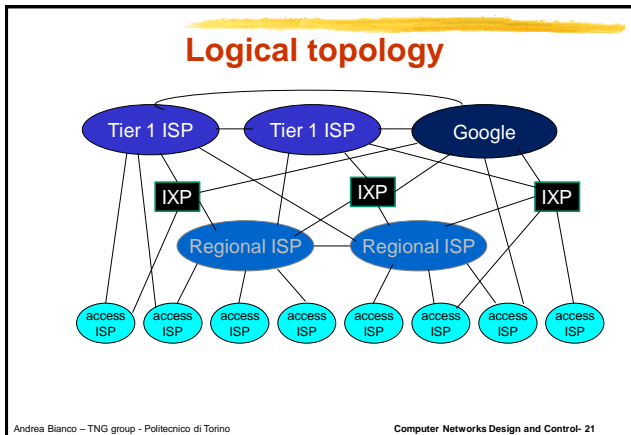 Logical topology
Tier 1 ISP
Tier 1 ISP
Google
IXP
IXP
IXP
Regional ISP
Regional ISP
access
ISP
access
ISP
access
ISP
access
ISP
access
ISP
access
ISP
access
ISP
access
ISP
Andrea Bianco – TNG group - Politecnico di Torino
Computer Networks Design and Control- 21